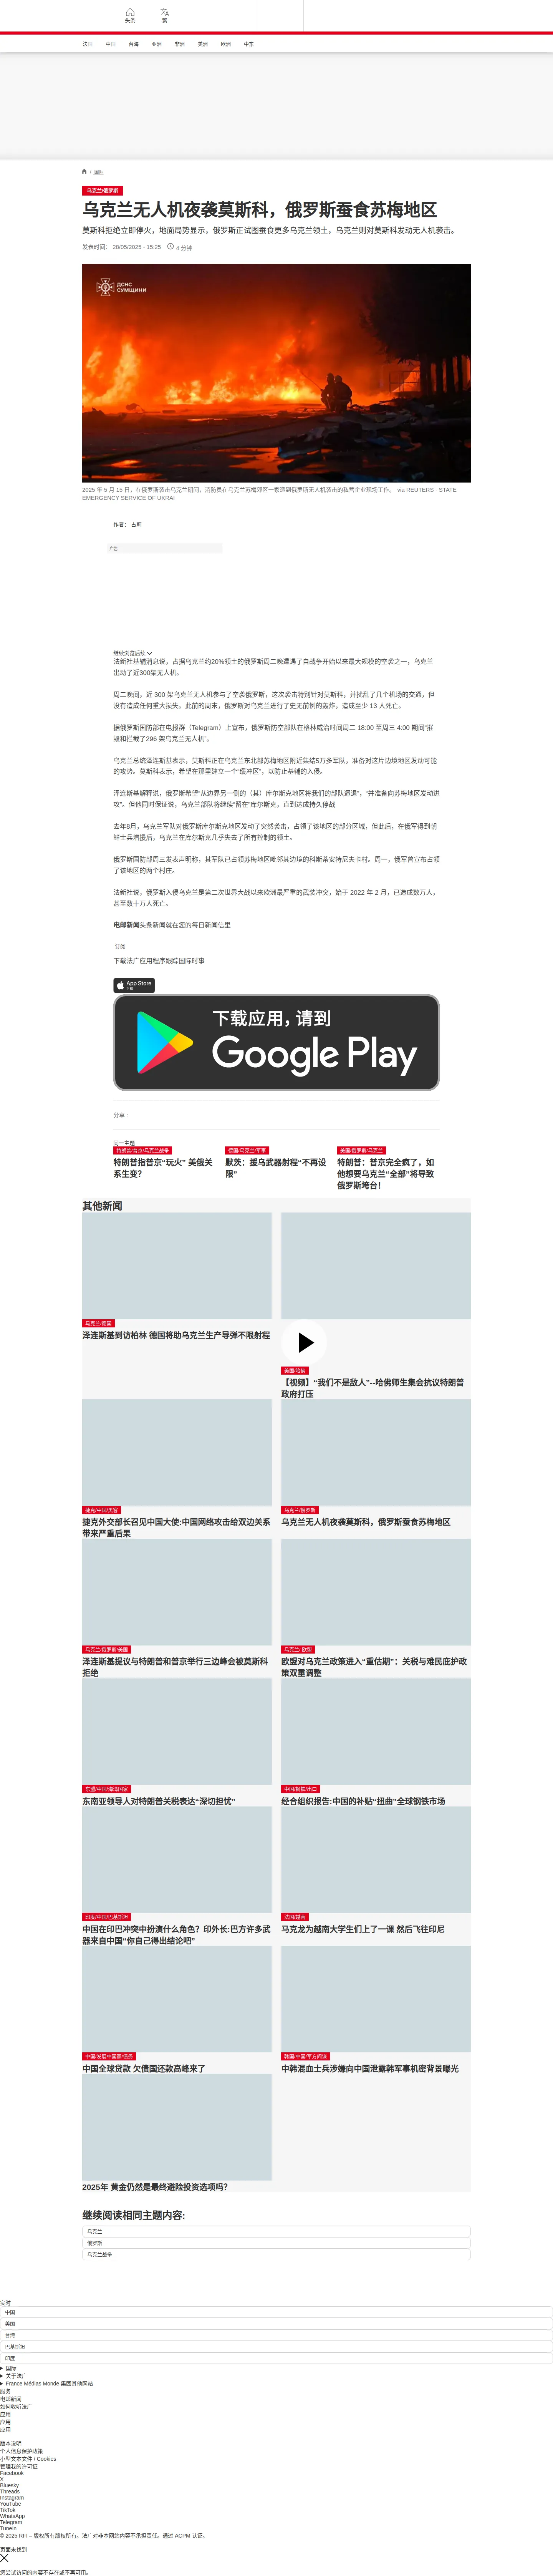 头条
繁
法国
中国
台海
亚洲
非洲
美洲
欧洲
中东
国际
乌克兰/俄罗斯
乌克兰无人机夜袭莫斯科，俄罗斯蚕食苏梅地区
莫斯科拒绝立即停火，地面局势显示，俄罗斯正试图蚕食更多乌克兰领土，乌克兰则对莫斯科发动无人机袭击。
发表时间： 28/05/2025 - 15:25
4 分钟
ДСНС
СУМЩИНИ
2025 年 5 月 15 日，在俄罗斯袭击乌克兰期间，消防员在乌克兰苏梅郊区一家遭到俄罗斯无人机袭击的私营企业现场工作。 via REUTERS - STATE
EMERGENCY SERVICE OF UKRAI
作者： 古莉
广告
继续浏览后续
法新社基辅消息说，占据乌克兰约20%领土的俄罗斯周二晚遭遇了自战争开始以来最大规模的空袭之一，乌克兰
出动了近300架无人机。
周二晚间，近 300 架乌克兰无人机参与了空袭俄罗斯，这次袭击特别针对莫斯科，并扰乱了几个机场的交通，但
没有造成任何重大损失。此前的周末，俄罗斯对乌克兰进行了史无前例的轰炸，造成至少 13 人死亡。
据俄罗斯国防部在电报群（Telegram）上宣布，俄罗斯防空部队在格林威治时间周二 18:00 至周三 4:00 期间“摧
毁和拦截了296 架乌克兰无人机”。
乌克兰总统泽连斯基表示，莫斯科正在乌克兰东北部苏梅地区附近集结5万多军队，准备对这片边境地区发动可能
的攻势。莫斯科表示，希望在那里建立一个“缓冲区”，以防止基辅的入侵。
泽连斯基解释说，俄罗斯希望“从边界另一侧的（其）库尔斯克地区将我们的部队逼退”，“并准备向苏梅地区发动进
攻”。但他同时保证说，乌克兰部队将继续“留在”库尔斯克，直到达成持久停战
去年8月，乌克兰军队对俄罗斯库尔斯克地区发动了突然袭击，占领了该地区的部分区域，但此后，在俄军得到朝
鲜士兵增援后，乌克兰在库尔斯克几乎失去了所有控制的领土。
俄罗斯国防部周三发表声明称，其军队已占领苏梅地区毗邻其边境的科斯蒂安特尼夫卡村。周一，俄军曾宣布占领
了该地区的两个村庄。
法新社说，俄罗斯入侵乌克兰是第二次世界大战以来欧洲最严重的武装冲突，始于 2022 年 2 月，已造成数万人，
甚至数十万人死亡。
电邮新闻头条新闻就在您的每日新闻信里
订阅
下载法广应用程序跟踪国际时事
App Store
下载
下载应用，请到
Google Play
分享 :
同一主题
特朗普/普京/乌克兰战争
特朗普指普京“玩火” 美俄关
系生变?
德国/乌克兰/军事
默茨：援乌武器射程“不再设
限”
美国/俄罗斯/乌克兰
特朗普：普京完全疯了，如
他想要乌克兰“全部”将导致
俄罗斯垮台！
其他新闻
乌克兰/德国
泽连斯基到访柏林 德国将助乌克兰生产导弹不限射程
美国/哈佛
【视频】“我们不是敌人”--哈佛师生集会抗议特朗普
政府打压
捷克/中国/黑客
捷克外交部长召见中国大使:中国网络攻击给双边关系
带来严重后果
乌克兰/俄罗斯
乌克兰无人机夜袭莫斯科，俄罗斯蚕食苏梅地区
乌克兰/俄罗斯/美国
泽连斯基提议与特朗普和普京举行三边峰会被莫斯科
拒绝
乌克兰/ 欧盟
欧盟对乌克兰政策进入“重估期”：关税与难民庇护政
策双重调整
东盟/中国/海湾国家
东南亚领导人对特朗普关税表达“深切担忧”
中国/钢铁/出口
经合组织报告:中国的补贴“扭曲”全球钢铁市场
印度/中国/巴基斯坦
中国在印巴冲突中扮演什么角色？印外长:巴方许多武
器来自中国“你自己得出结论吧”
法国/越南
马克龙为越南大学生们上了一课 然后飞往印尼
中国/发展中国家/债务
中国全球贷款 欠债国还款高峰来了
韩国/中国/军方间谍
中韩混血士兵涉嫌向中国泄露韩军事机密背景曝光
2025年 黄金仍然是最终避险投资选项吗?
继续阅读相同主题内容:
乌克兰
俄罗斯
乌克兰战争
实时
中国
美国
台湾
巴基斯坦
印度
国际
关于法广
France Médias Monde 集团其他网站
服务
电邮新闻
如何收听法广
应用
应用
应用
版本说明
个人信息保护政策
小型文本文件 / Cookies
管理我的许可证
Facebook
X
Bluesky
Threads
Instagram
YouTube
TikTok
WhatsApp
Telegram
TuneIn
© 2025 RFI – 版权所有版权所有。法广对非本网站内容不承担责任。通过 ACPM 认证。
页面未找到
您尝试访问的内容不存在或不再可用。